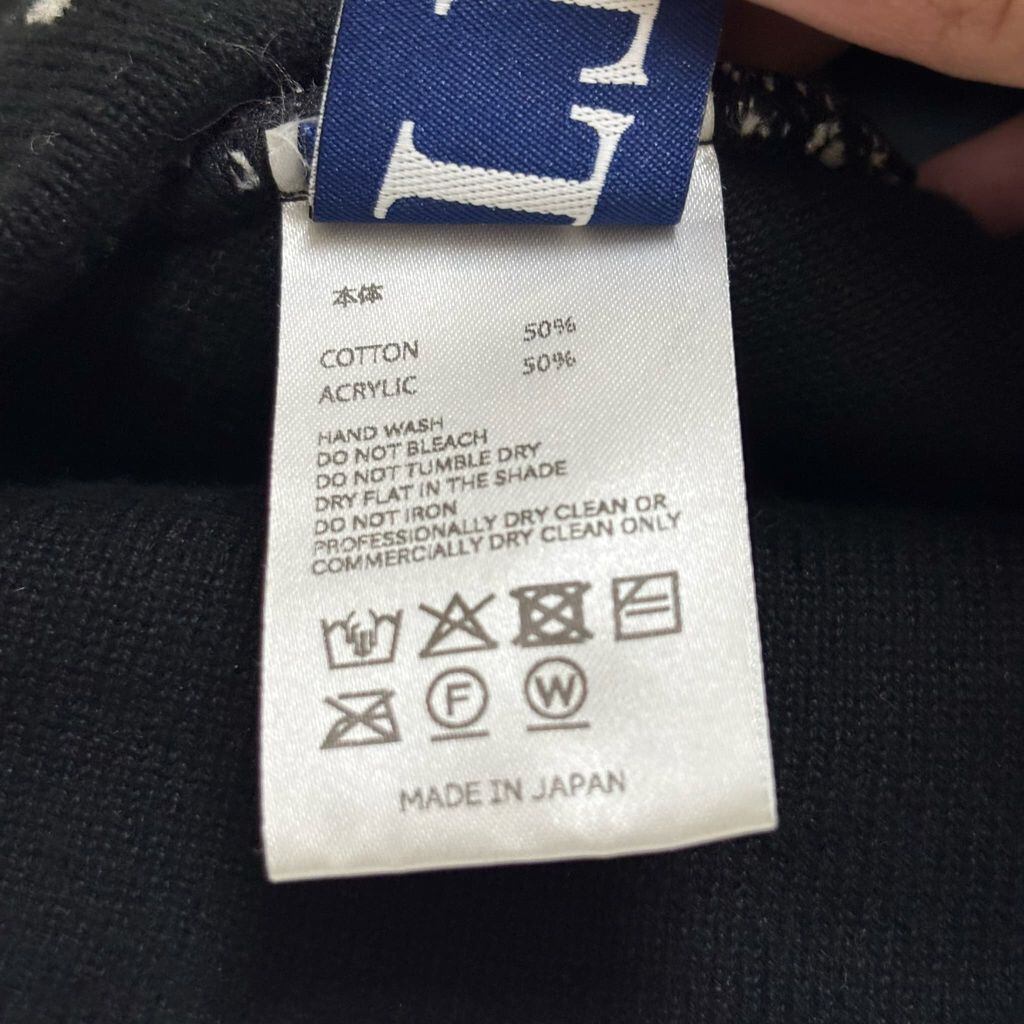 LT
本体
COTTON 50%
ACRYLIC 50%
HAND WASH
DO NOT BLEACH
DO NOT TUMBLE DRY
DRY FLAT IN THE SHADE
DO NOT IRON
PROFESSIONALLY DRY CLEAN OR
COMMERCIALLY DRY CLEAN ONLY
F W
MADE IN JAPAN